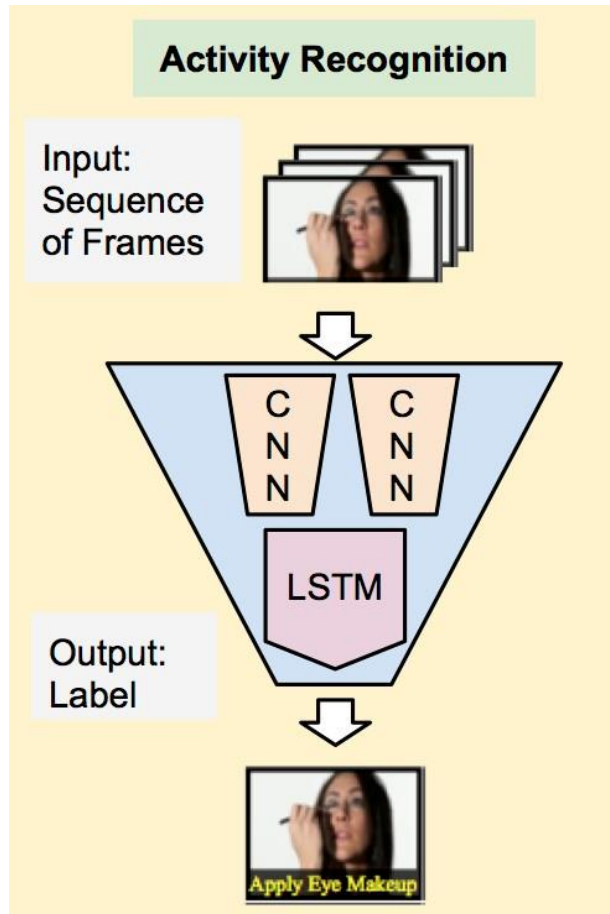 Activity Recognition
Input:
Sequence
of Frames
C
N
N
C
N
N
LSTM
Output:
Label
Apply Eye Makeup